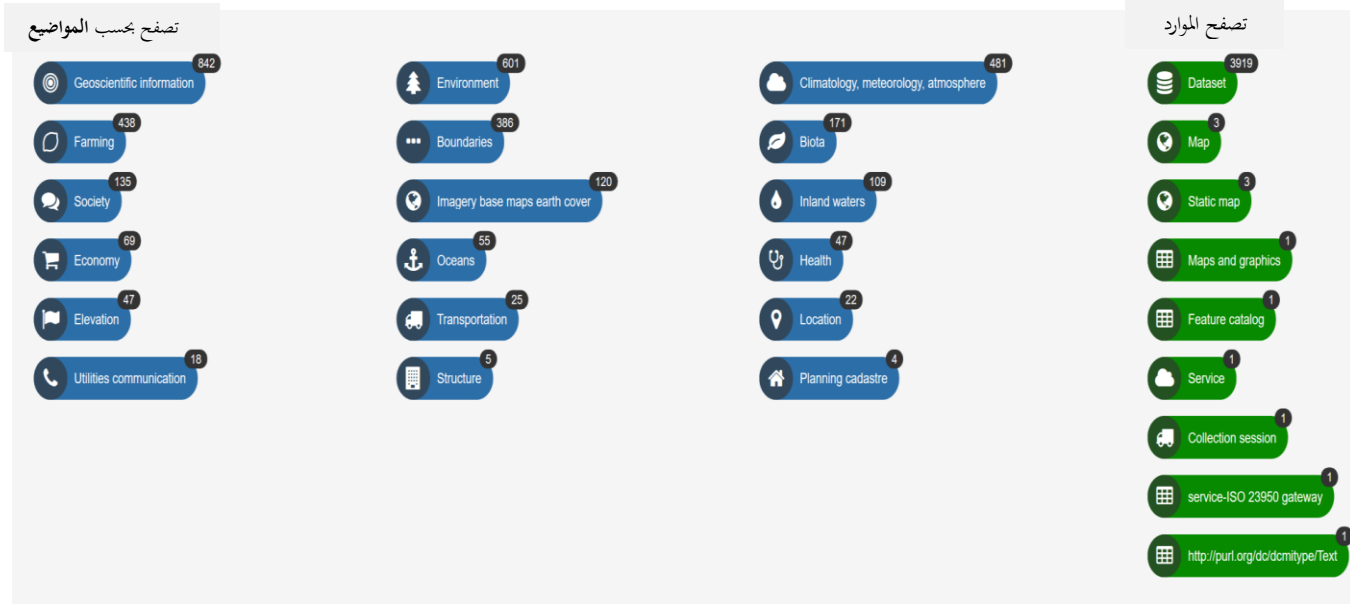 تصفح بحسب المواضيع
تصفح الموارد
842
Geoscientific information
601
Environment
481
Climatology, meteorology, atmosphere
3919
Dataset
438
Farming
386
Boundaries
171
Biota
3
Map
135
Society
120
Imagery base maps earth cover
109
Inland waters
3
Static map
69
Economy
55
Oceans
47
Health
1
Maps and graphics
47
Elevation
25
Transportation
22
Location
1
Feature catalog
18
Utilities communication
5
Structure
4
Planning cadastre
1
Service
1
Collection session
1
service-ISO 23950 gateway
1
http://purl.org/dc/dcmitype/Text